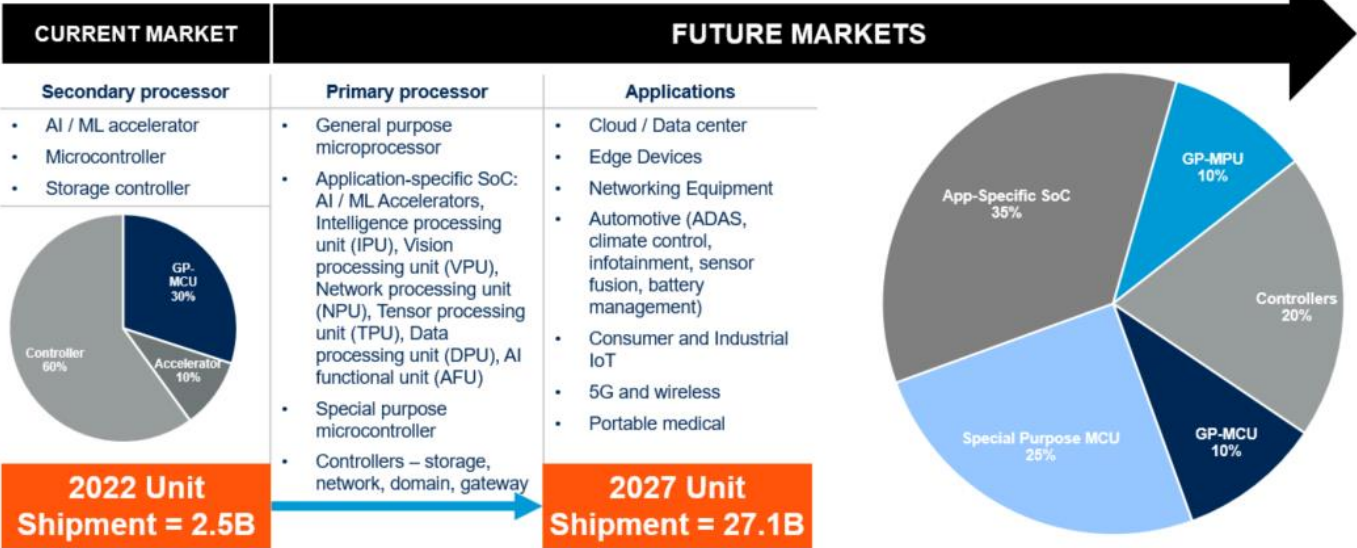 CURRENT MARKET
FUTURE MARKETS
Secondary processor
• AI / ML accelerator
• Microcontroller
• Storage controller
GP-
MCU
30%
Controller
60%
Accelerator
10%
2022 Unit
Shipment = 2.5B
Primary processor
• General purpose
microprocessor
• Application-specific SoC:
AI / ML Accelerators,
Intelligence processing
unit (IPU), Vision
processing unit (VPU),
Network processing unit
(NPU), Tensor processing
unit (TPU), Data
processing unit (DPU), AI
functional unit (AFU)
• Special purpose
microcontroller
• Controllers – storage,
network, domain, gateway
Applications
• Cloud / Data center
• Edge Devices
• Networking Equipment
• Automotive (ADAS,
climate control,
infotainment, sensor
fusion, battery
management)
• Consumer and Industrial
IoT
• 5G and wireless
• Portable medical
2027 Unit
Shipment = 27.1B
GP-MPU
10%
App-Specific SoC
35%
Controllers
20%
Special Purpose MCU
25%
GP-MCU
10%